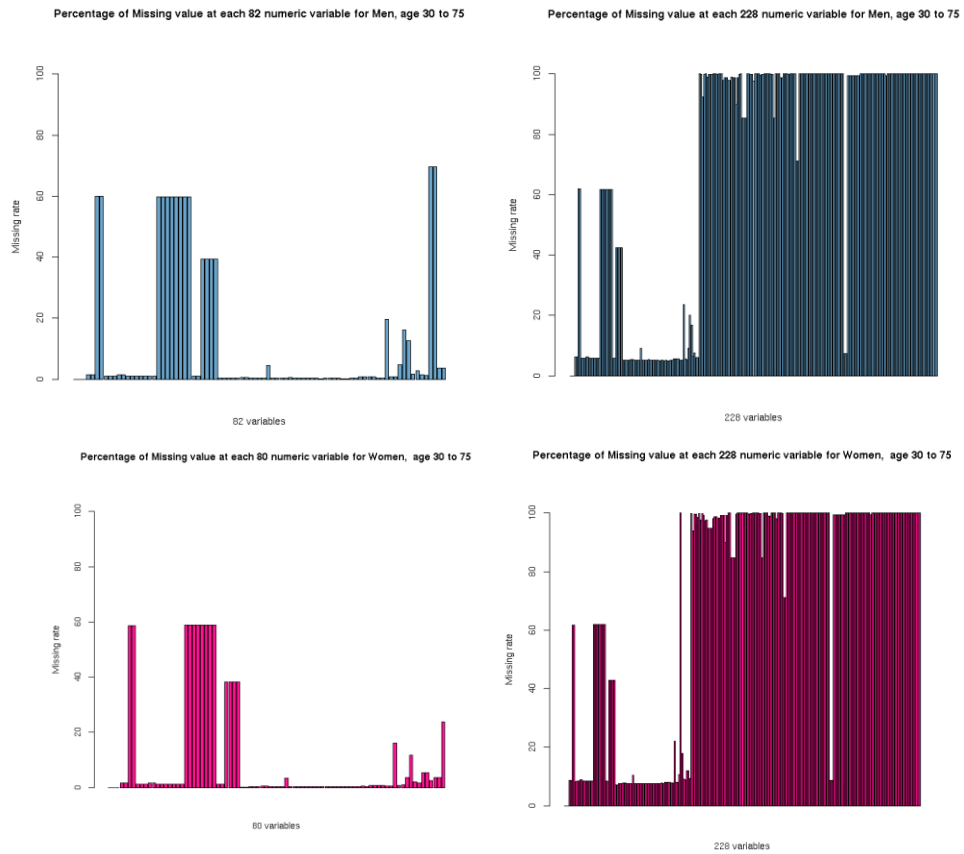 Percentage of Missing value at each 82 numeric variable for Men, age 30 to 75
100
80
60
40
20
0
Missing rate
82 variables
Percentage of Missing value at each 228 numeric variable for Men, age 30 to 75
100
80
60
40
20
0
Missing rate
228 variables
Percentage of Missing value at each 80 numeric variable for Women, age 30 to 75
100
80
60
40
20
0
Missing rate
80 variables
Percentage of Missing value at each 228 numeric variable for Women, age 30 to 75
100
80
60
40
20
0
Missing rate
228 variables